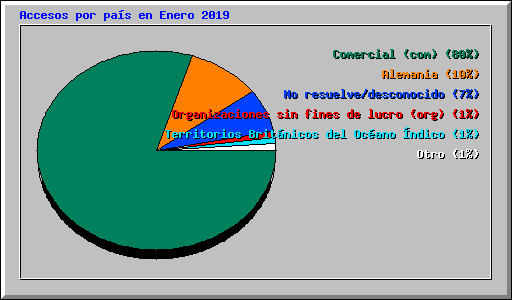 Accesos por país en Enero 2019
Comercial (com) (80%)
Alemania (10%)
No resuelve/desconocido (7%)
Organizaciones sin fines de lucro (org) (1%)
Territorios Británicos del Océano Índico (1%)
Otro (1%)